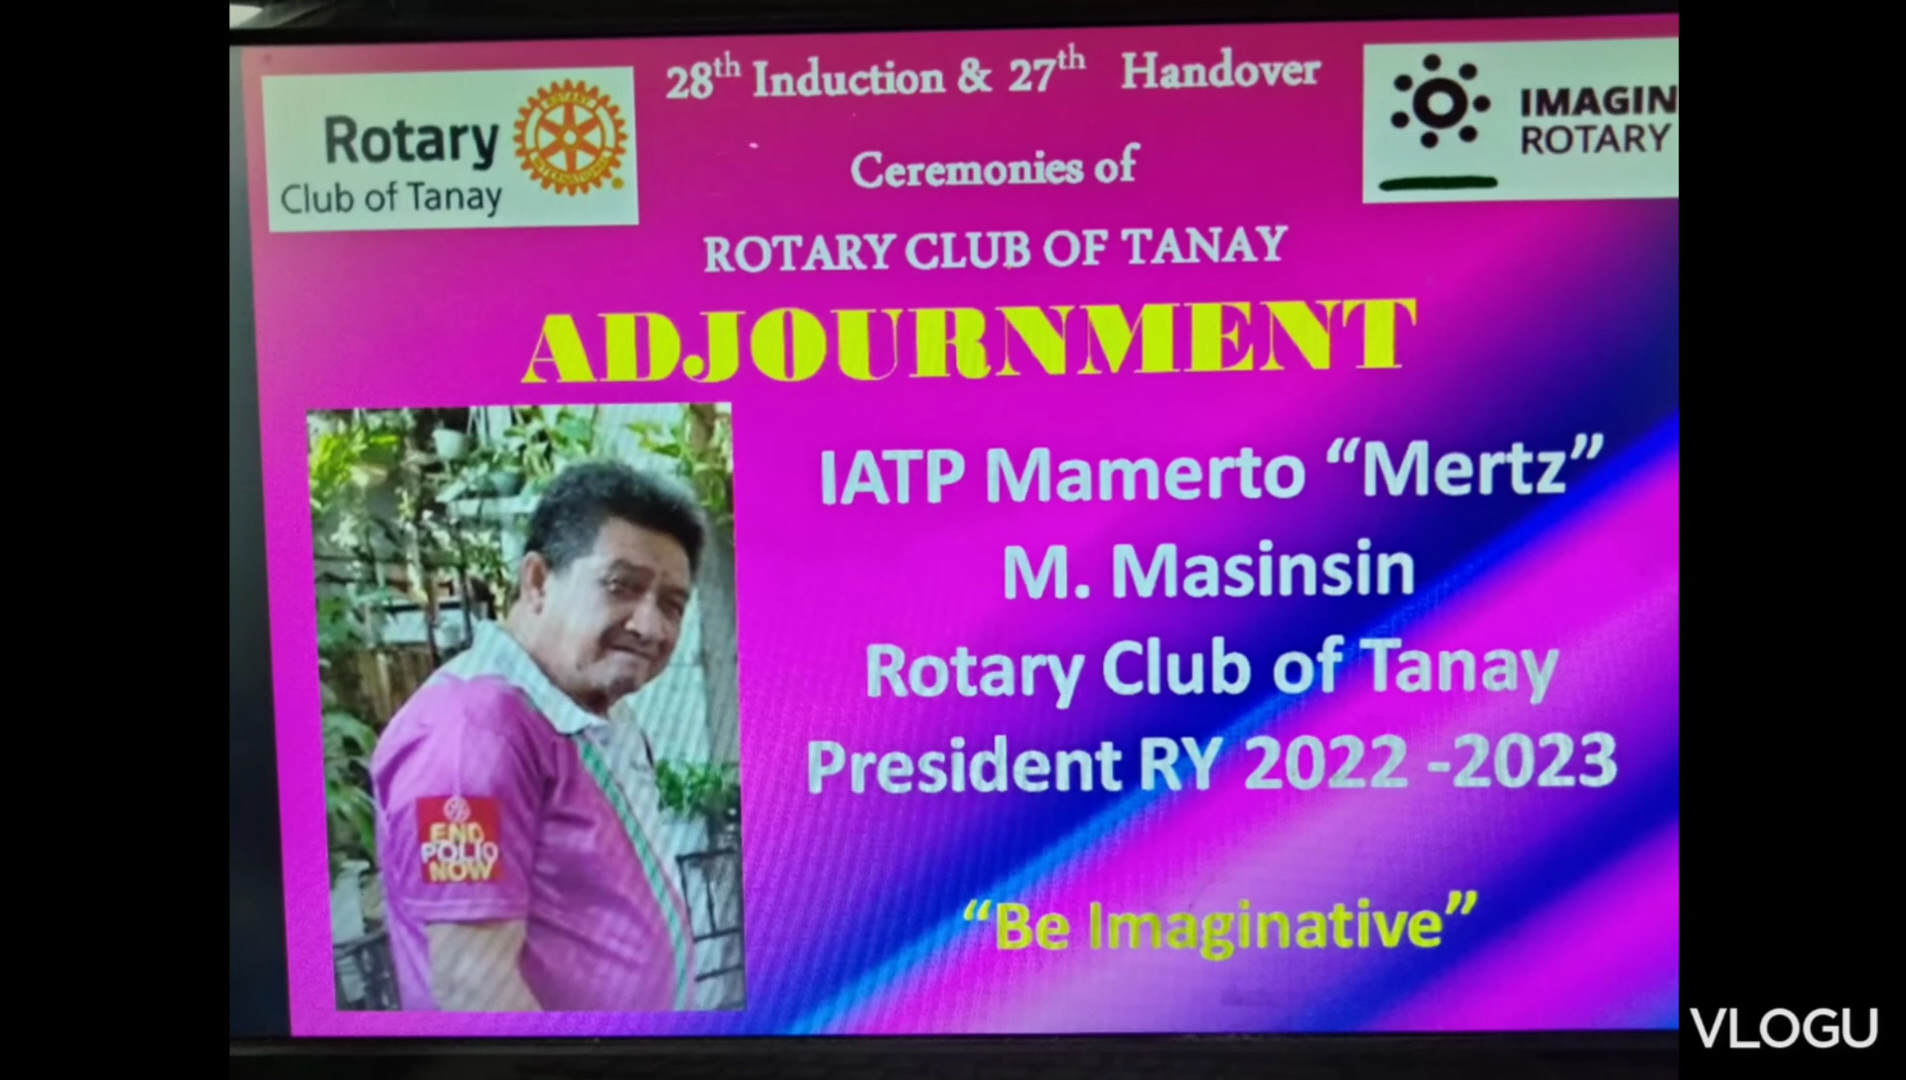 28th Induction & 27th Handover
Ceremonies of
ROTARY CLUB OF TANAY
Rotary
Club of Tanay
IMAGIN
ROTARY
ADJOURNMENT
IATP Mamerto “Mertz”
M. Masinsin
Rotary Club of Tanay
President RY 2022 -2023
“Be Imaginative”
END
POLIO
NOW
VLOGU